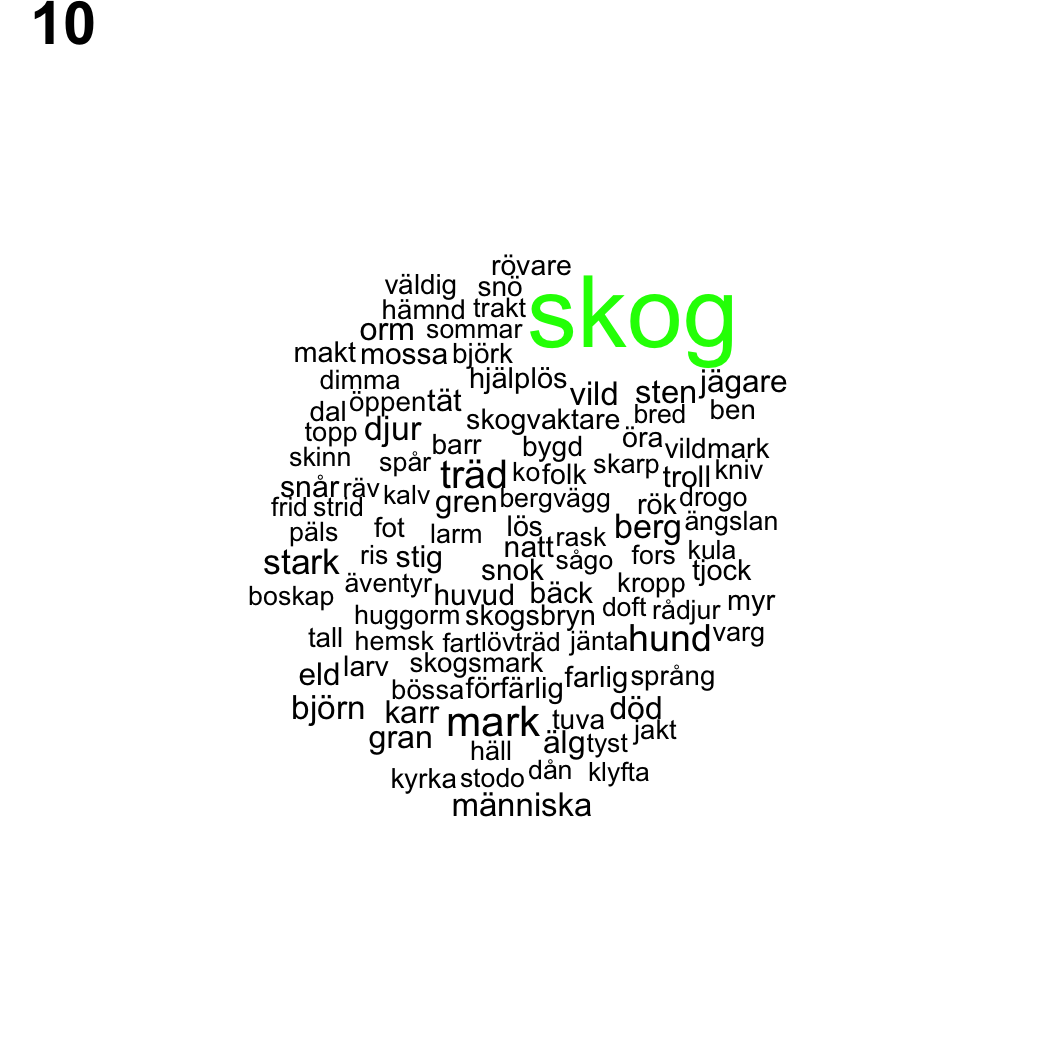 10
rövare
väldig snö
skog
hämnd trakt
orm sommar
makt mossa björk
dimma hjälplös vild sten jägare
dal öppen tät skogvaktare bred ben
topp djur barr bygd öra vildmark
skinn spår träd ko folk skarp troll kniv
snår räv kalv gren bergvägg rök drogo
frid strid
päls fot larm lös rask berg ängslan
stark ris stig natt sågo fors kula
snok tjock
boskap äventyr huvud bäck kropp
huggorm skogsbryn doft rådjur myr
tall hemsk fart lövträd jänta hund varg
eld larv skogsmark
bössa förfärlig farlig språng
björn karr mark tuva död
gran häll älg tyst jakt
kyrka stodo dån klyfta
människa